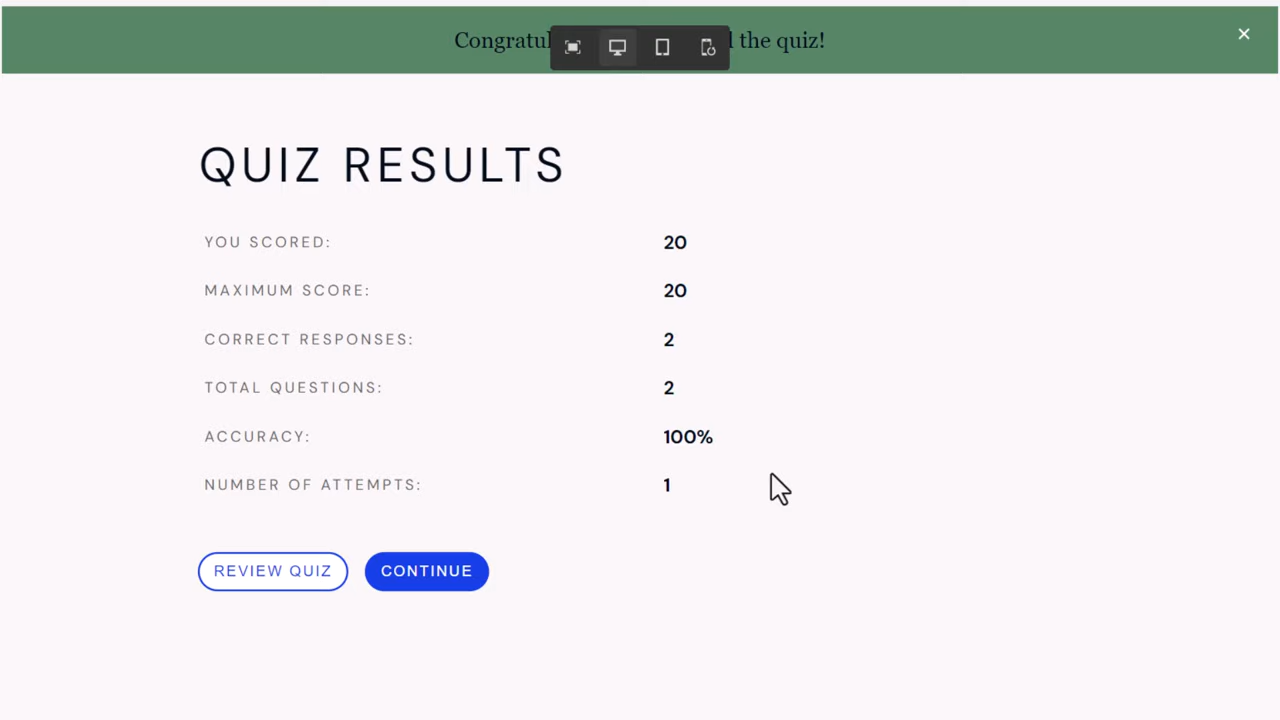 the quiz!
QUIZ RESULTS
YOU SCORED: 20
MAXIMUM SCORE: 20
CORRECT RESPONSES: 2
TOTAL QUESTIONS: 2
ACCURACY: 100%
NUMBER OF ATTEMPTS: 1
REVIEW QUIZ CONTINUE